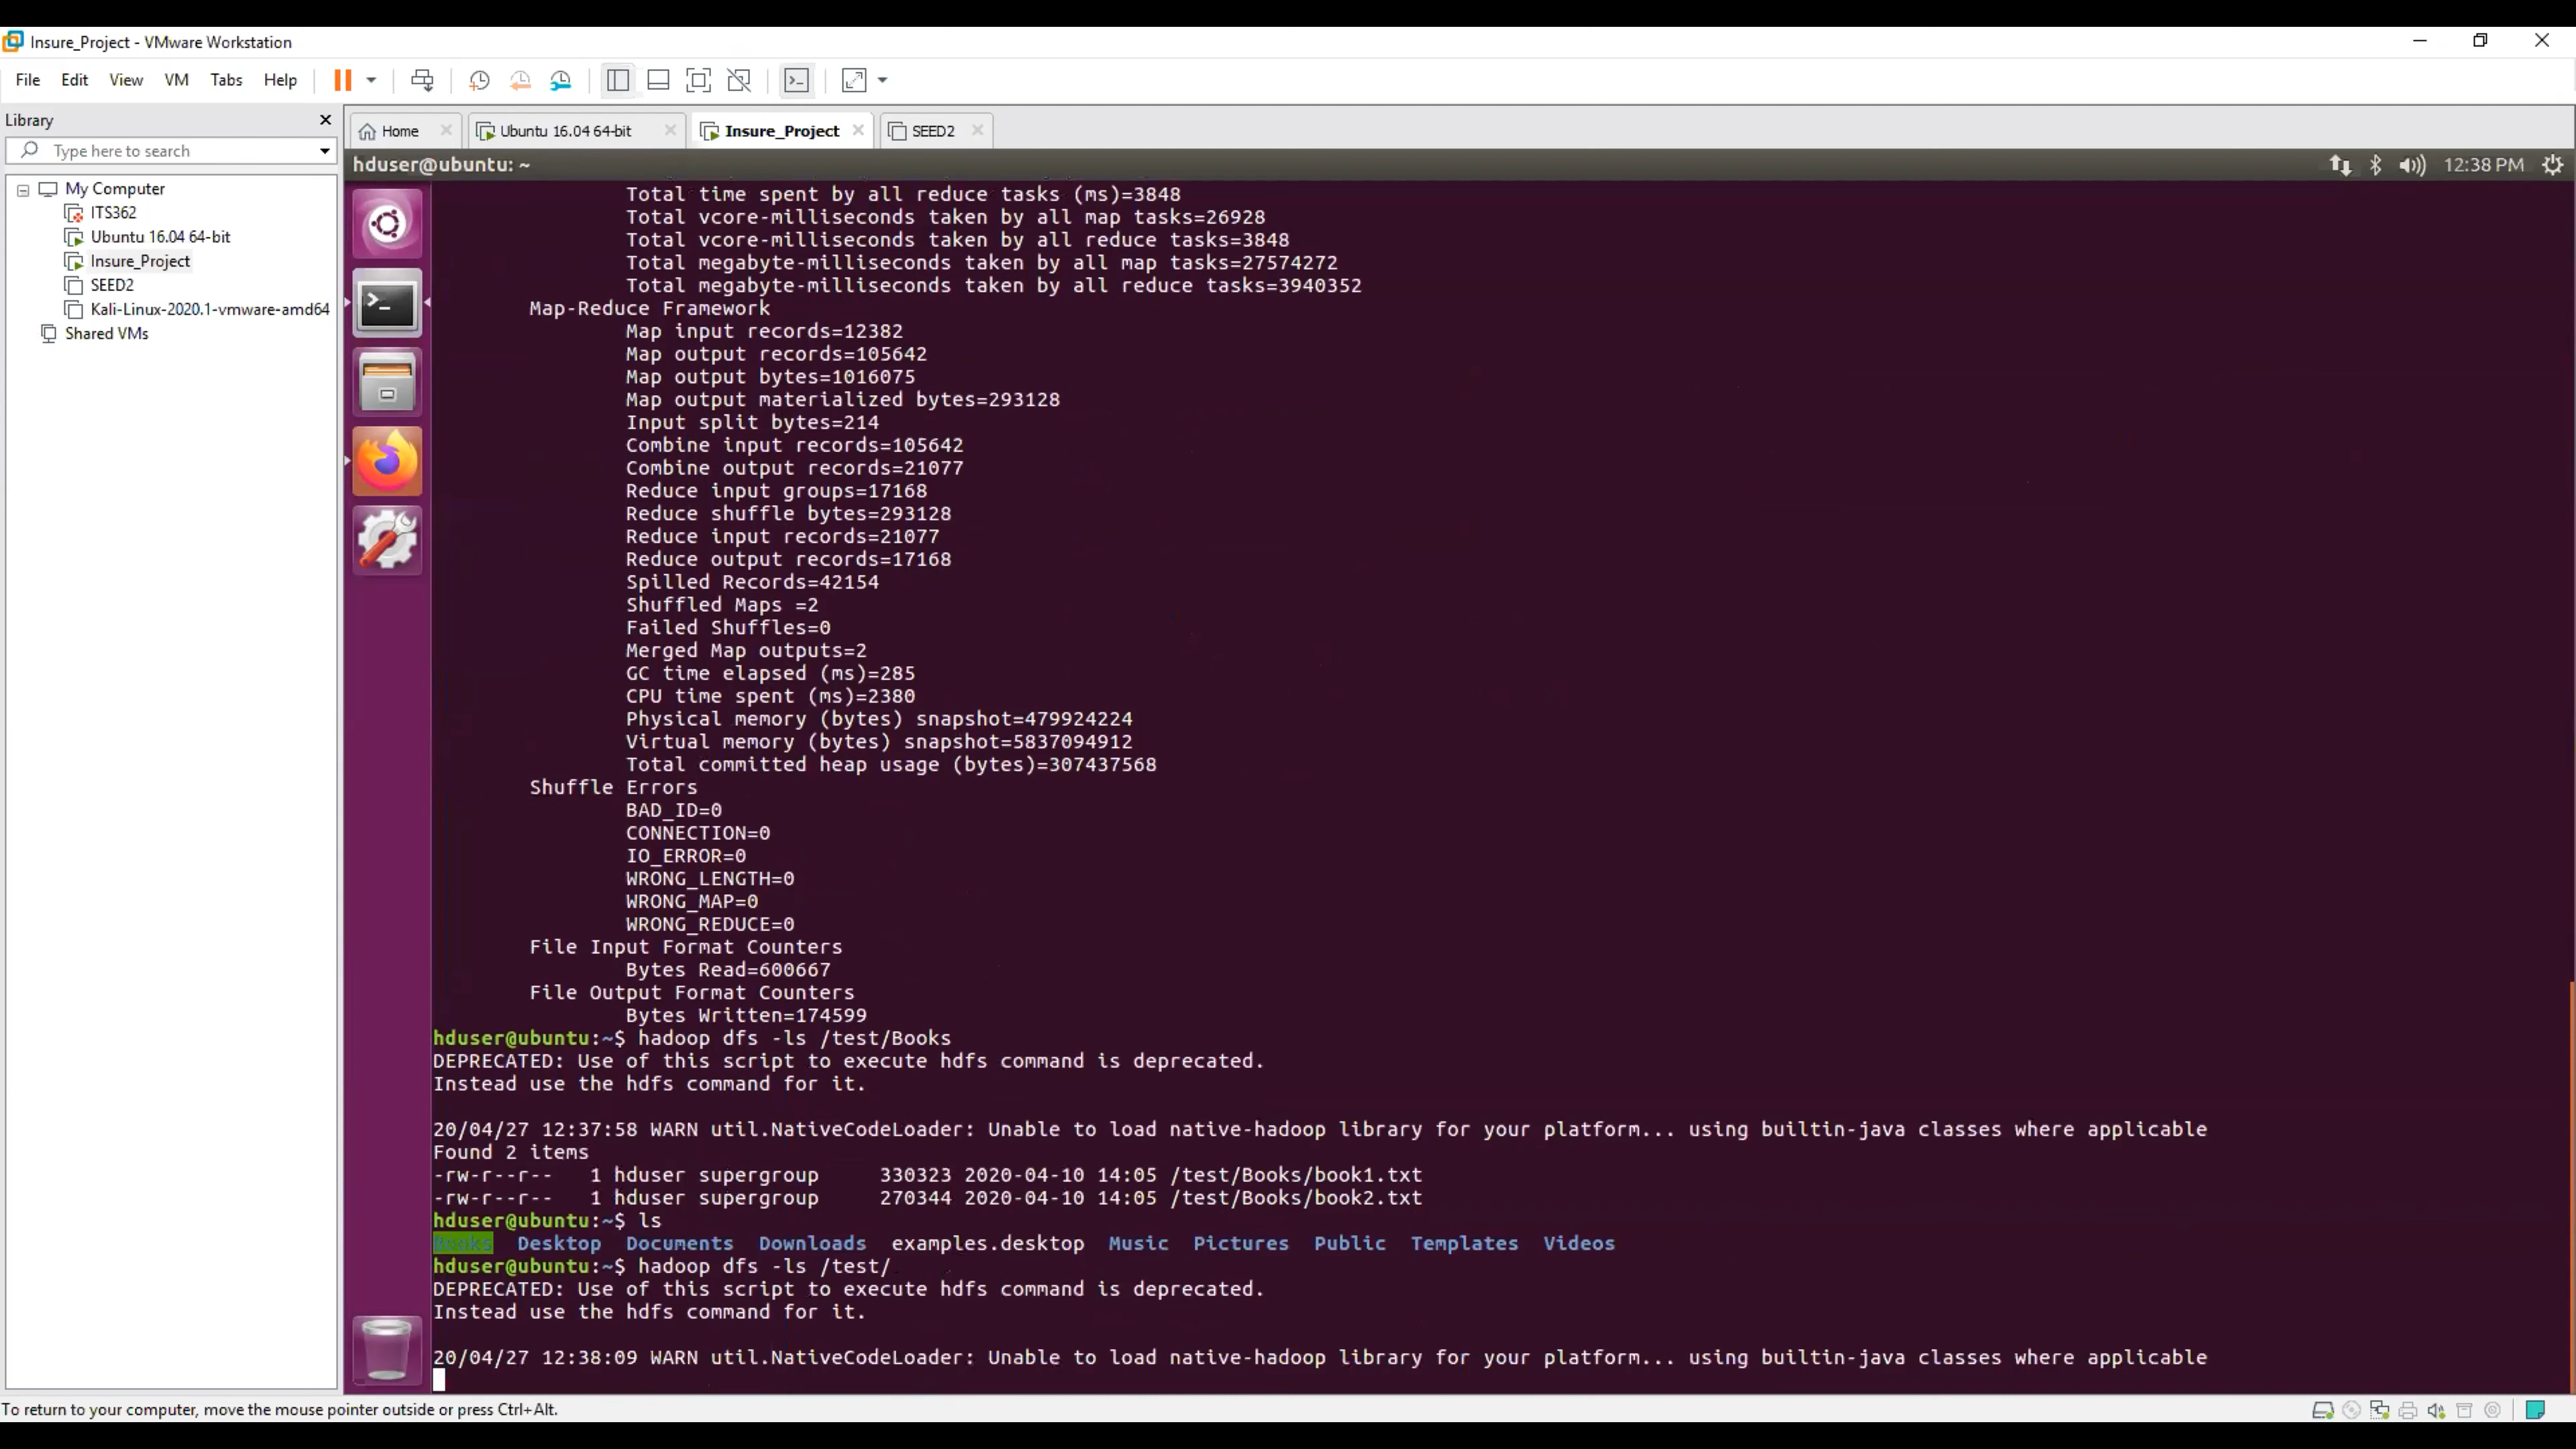 Insure_Project - VMware Workstation
File Edit View VM Tabs Help
Library
Type here to search
My Computer
ITS362
Ubuntu 16.04 64-bit
Insure_Project
SEED2
Kali-Linux-2020.1-vmware-amd64
Shared VMs
Home Ubuntu 16.04 64-bit Insure_Project SEED2
hduser@ubuntu: ~ 12:38 PM
Total time spent by all reduce tasks (ms)=3848
Total vcore-milliseconds taken by all map tasks=26928
Total vcore-milliseconds taken by all reduce tasks=3848
Total megabyte-milliseconds taken by all map tasks=27574272
Total megabyte-milliseconds taken by all reduce tasks=3940352
Map-Reduce Framework
Map input records=12382
Map output records=105642
Map output bytes=1016075
Map output materialized bytes=293128
Input split bytes=214
Combine input records=105642
Combine output records=21077
Reduce input groups=17168
Reduce shuffle bytes=293128
Reduce input records=21077
Reduce output records=17168
Spilled Records=42154
Shuffled Maps =2
Failed Shuffles=0
Merged Map outputs=2
GC time elapsed (ms)=285
CPU time spent (ms)=2380
Physical memory (bytes) snapshot=479924224
Virtual memory (bytes) snapshot=5837094912
Total committed heap usage (bytes)=307437568
Shuffle Errors
BAD_ID=0
CONNECTION=0
IO_ERROR=0
WRONG_LENGTH=0
WRONG_MAP=0
WRONG_REDUCE=0
File Input Format Counters
Bytes Read=600667
File Output Format Counters
Bytes Written=174599
hduser@ubuntu:~$ hadoop dfs -ls /test/Books
DEPRECATED: Use of this script to execute hdfs command is deprecated.
Instead use the hdfs command for it.
20/04/27 12:37:58 WARN util.NativeCodeLoader: Unable to load native-hadoop library for your platform... using builtin-java classes where applicable
Found 2 items
-rw-r--r-- 1 hduser supergroup 330323 2020-04-10 14:05 /test/Books/book1.txt
-rw-r--r-- 1 hduser supergroup 270344 2020-04-10 14:05 /test/Books/book2.txt
hduser@ubuntu:~$ ls
Books Desktop Documents Downloads examples.desktop Music Pictures Public Templates Videos
hduser@ubuntu:~$ hadoop dfs -ls /test/
DEPRECATED: Use of this script to execute hdfs command is deprecated.
Instead use the hdfs command for it.
20/04/27 12:38:09 WARN util.NativeCodeLoader: Unable to load native-hadoop library for your platform... using builtin-java classes where applicable
To return to your computer, move the mouse pointer outside or press Ctrl+Alt.